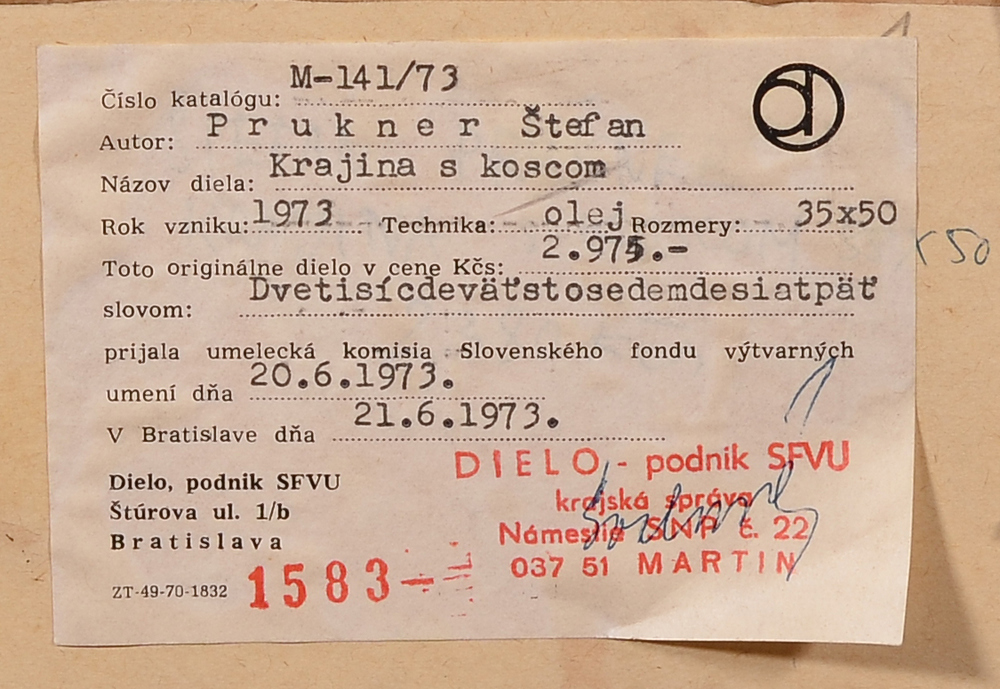 Číslo katalógu: M-141/73
Autor: Prukner Štefan
Názov diela: Krajina s koscom
Rok vzniku: 1973 Technika: olej Rozmery: 35x50
Toto originálne dielo v cene Kčs: 2.975.-
slovom: Dvetisícdeväťstosedemdesiatpäť
prijala umelecká komisia Slovenského fondu výtvarných
umení dňa 20.6.1973.
V Bratislave dňa 21.6.1973.
Dielo, podnik SFVU
Štúrova ul. 1/b
Bratislava
ZT-49-70-1832
1583-
DIELO - podnik SFVU
krajská správa
Námestie SNP č. 22
037 51 MARTIN
x 50